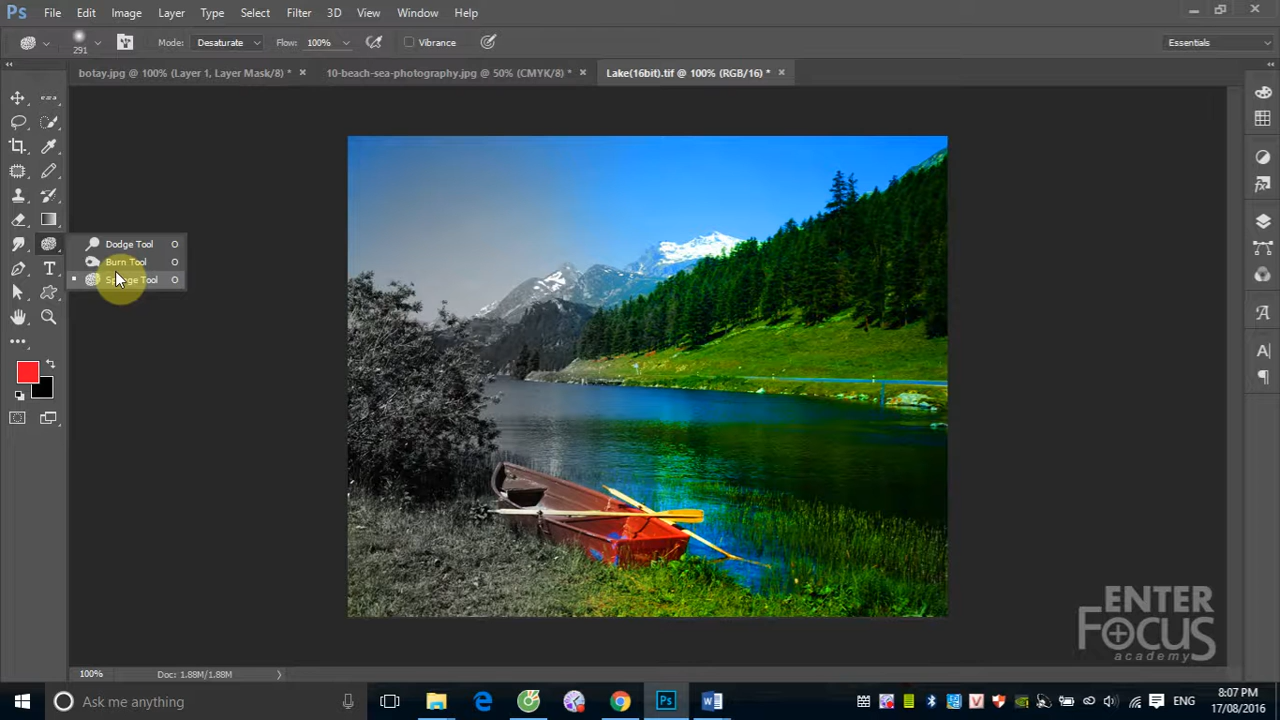 Ps File Edit Image Layer Type Select Filter 3D View Window Help
291 Mode: Desaturate Flow: 100% Vibrance Essentials
botay.jpg @ 100% (Layer 1, Layer Mask/8) * 10-beach-sea-photography.jpg @ 50% (CMYK/8) * Lake(16bit).tif @ 100% (RGB/16) *
Dodge Tool O
Burn Tool O
Sponge Tool O
T
A
A
ENTER
FOCUS
academy
100% Doc: 1.88M/1.88M
Ask me anything Ps ENG
8:07 PM
17/08/2016